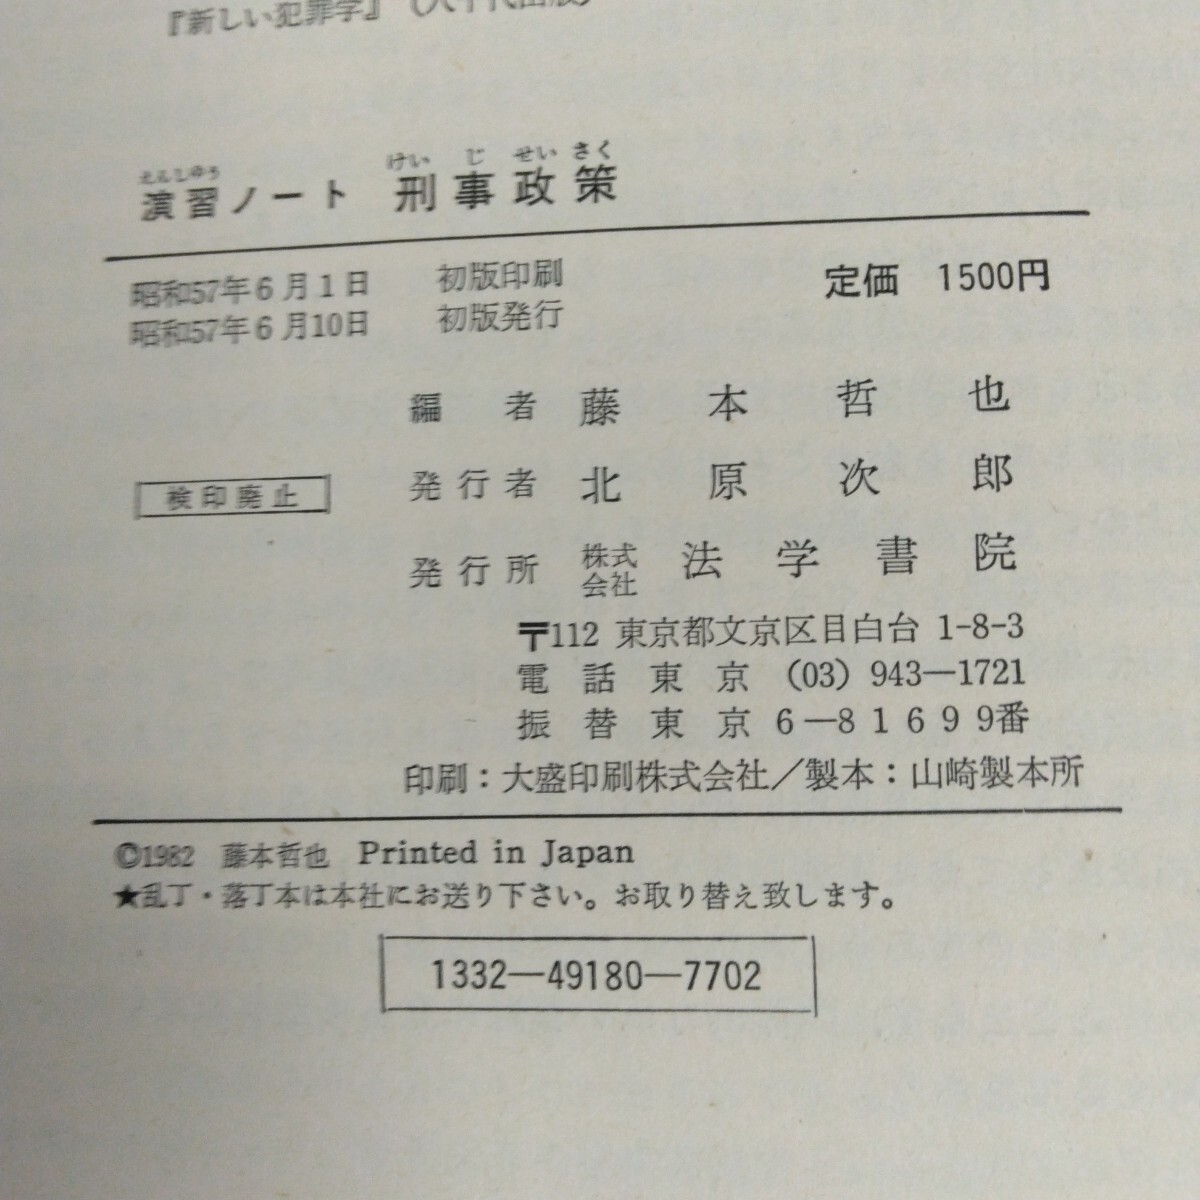 『新しい犯罪学』（八千代出版）
えんしゅう けいじせいさく
演習ノート 刑事政策
昭和57年6月1日 初版印刷 定価 1500円
昭和57年6月10日 初版発行
編者 藤本哲也
検印廃止 発行者 北原次郎
発行所 株式会社 法学書院
〒112 東京都文京区目白台 1-8-3
電話東京 (03) 943—1721
振替東京 6—81699番
印刷：大盛印刷株式会社／製本：山崎製本所
©1982 藤本哲也 Printed in Japan
★乱丁・落丁本は本社にお送り下さい。お取り替え致します。
1332—49180—7702